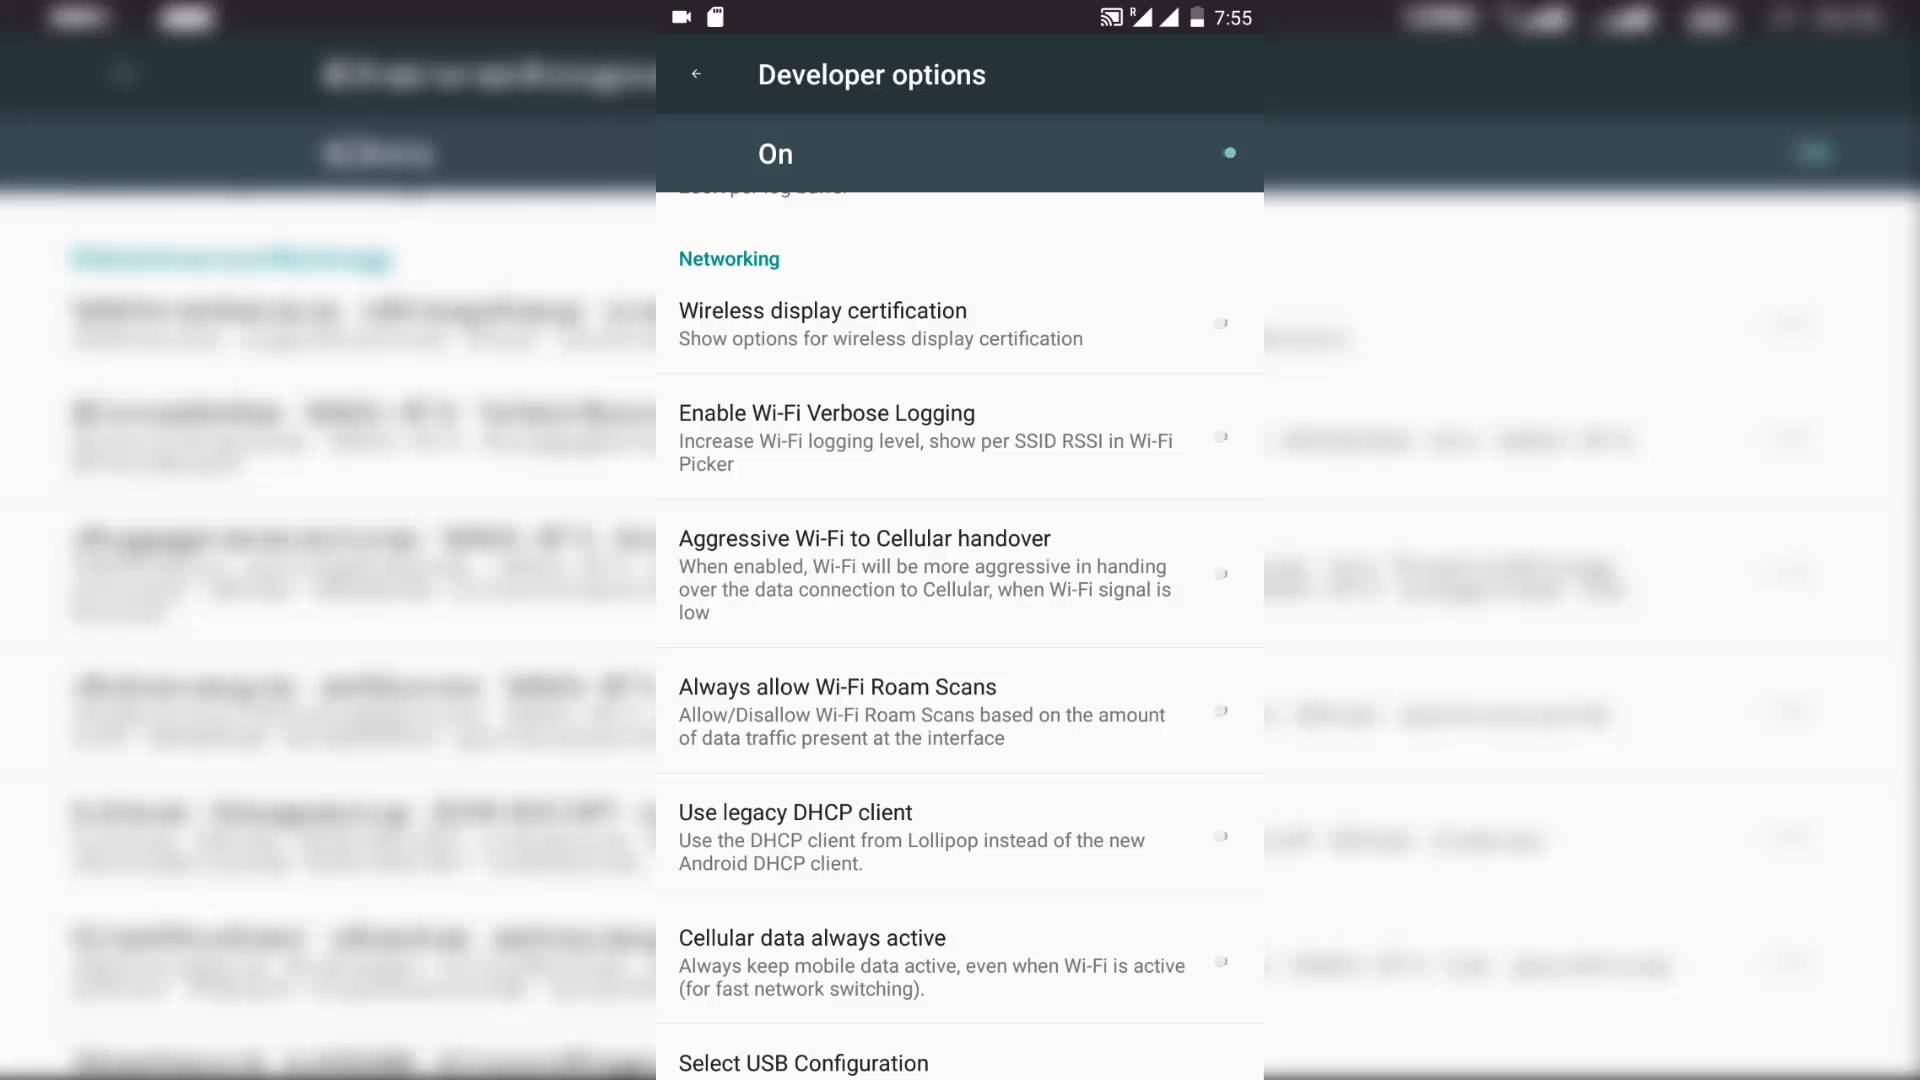 R 7:55
Developer options
On
Networking
Wireless display certification
Show options for wireless display certification
Enable Wi-Fi Verbose Logging
Increase Wi-Fi logging level, show per SSID RSSI in Wi-Fi
Picker
Aggressive Wi-Fi to Cellular handover
When enabled, Wi-Fi will be more aggressive in handing
over the data connection to Cellular, when Wi-Fi signal is
low
Always allow Wi-Fi Roam Scans
Allow/Disallow Wi-Fi Roam Scans based on the amount
of data traffic present at the interface
Use legacy DHCP client
Use the DHCP client from Lollipop instead of the new
Android DHCP client.
Cellular data always active
Always keep mobile data active, even when Wi-Fi is active
(for fast network switching).
Select USB Configuration